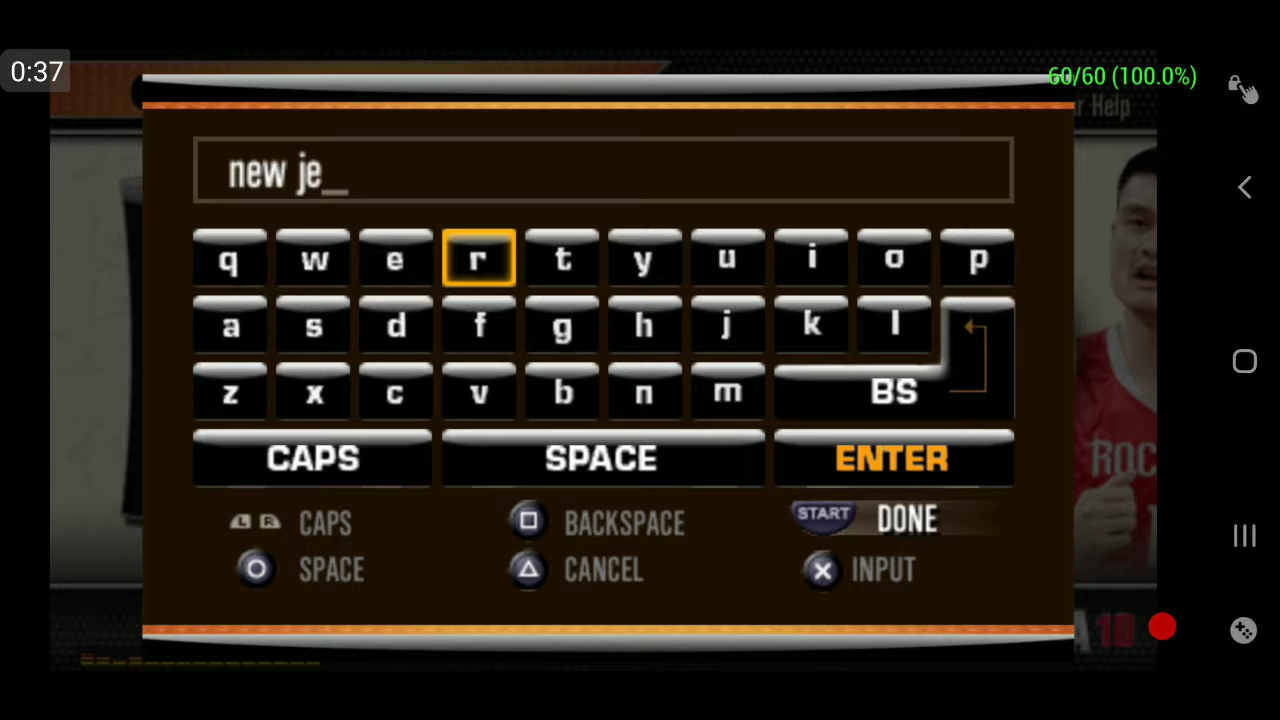 0:37
60/60 (100.0%)
r Help
new je_
q w e r t y u i o p
a s d f g h j k l
z x c v b n m BS
CAPS SPACE ENTER
L R CAPS BACKSPACE START DONE
SPACE CANCEL INPUT
ROC
A 10